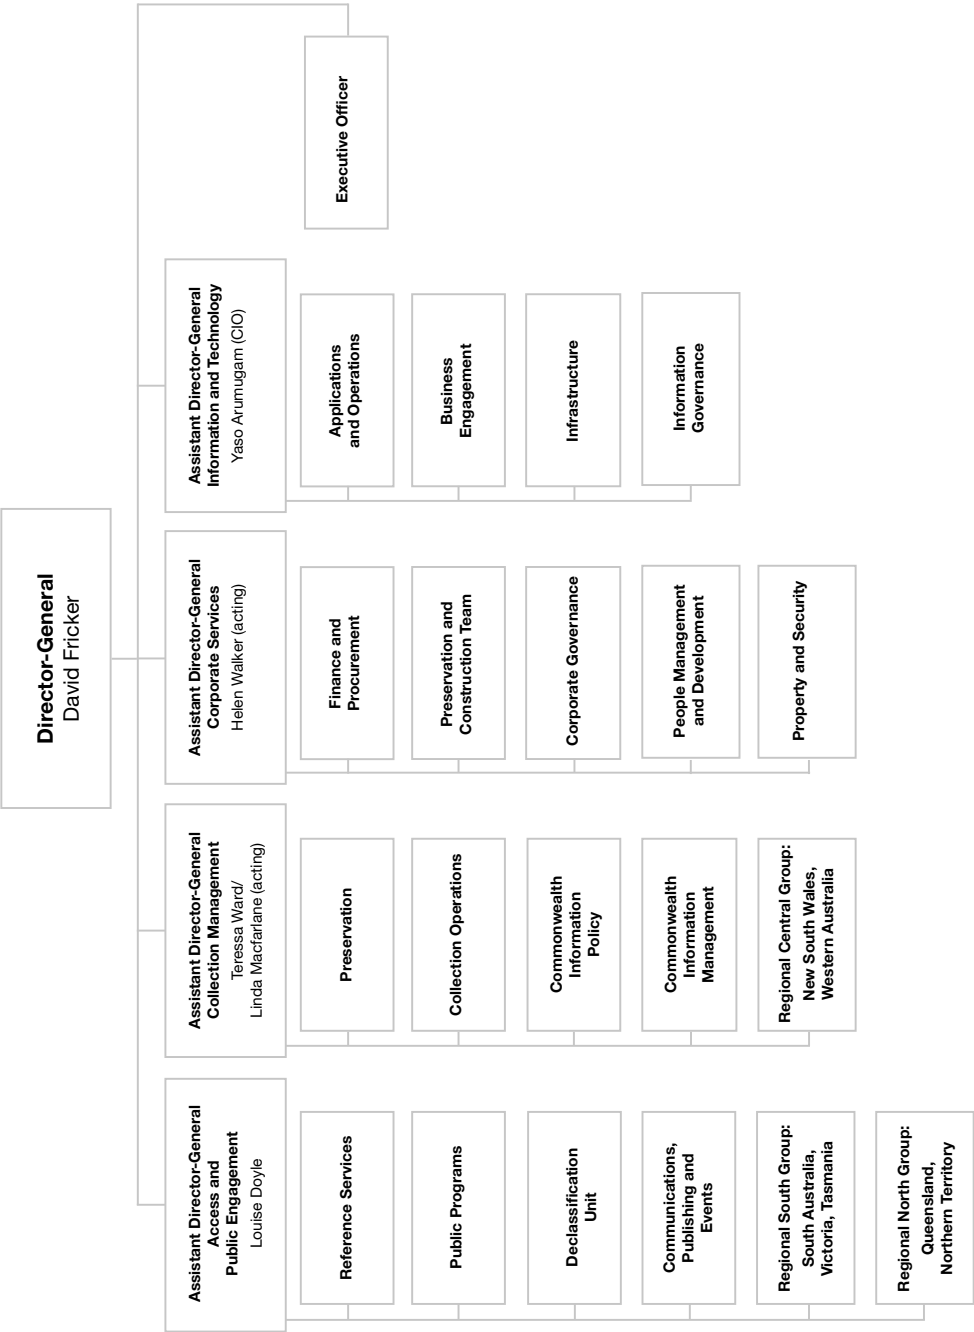 Director-General
David Fricker
Assistant Director-General
Access and
Public Engagement
Louise Doyle
Reference Services
Public Programs
Declassification
Unit
Communications,
Publishing and
Events
Regional South Group:
South Australia,
Victoria, Tasmania
Regional North Group:
Queensland,
Northern Territory
Assistant Director-General
Collection Management
Teressa Ward/
Linda Macfarlane (acting)
Preservation
Collection Operations
Commonwealth
Information
Policy
Commonwealth
Information
Management
Regional Central Group:
New South Wales,
Western Australia
Assistant Director-General
Corporate Services
Helen Walker (acting)
Finance and
Procurement
Preservation and
Construction Team
Corporate Governance
People Management
and Development
Property and Security
Assistant Director-General
Information and Technology
Yaso Arumugam (CIO)
Applications
and Operations
Business
Engagement
Infrastructure
Information
Governance
Executive Officer